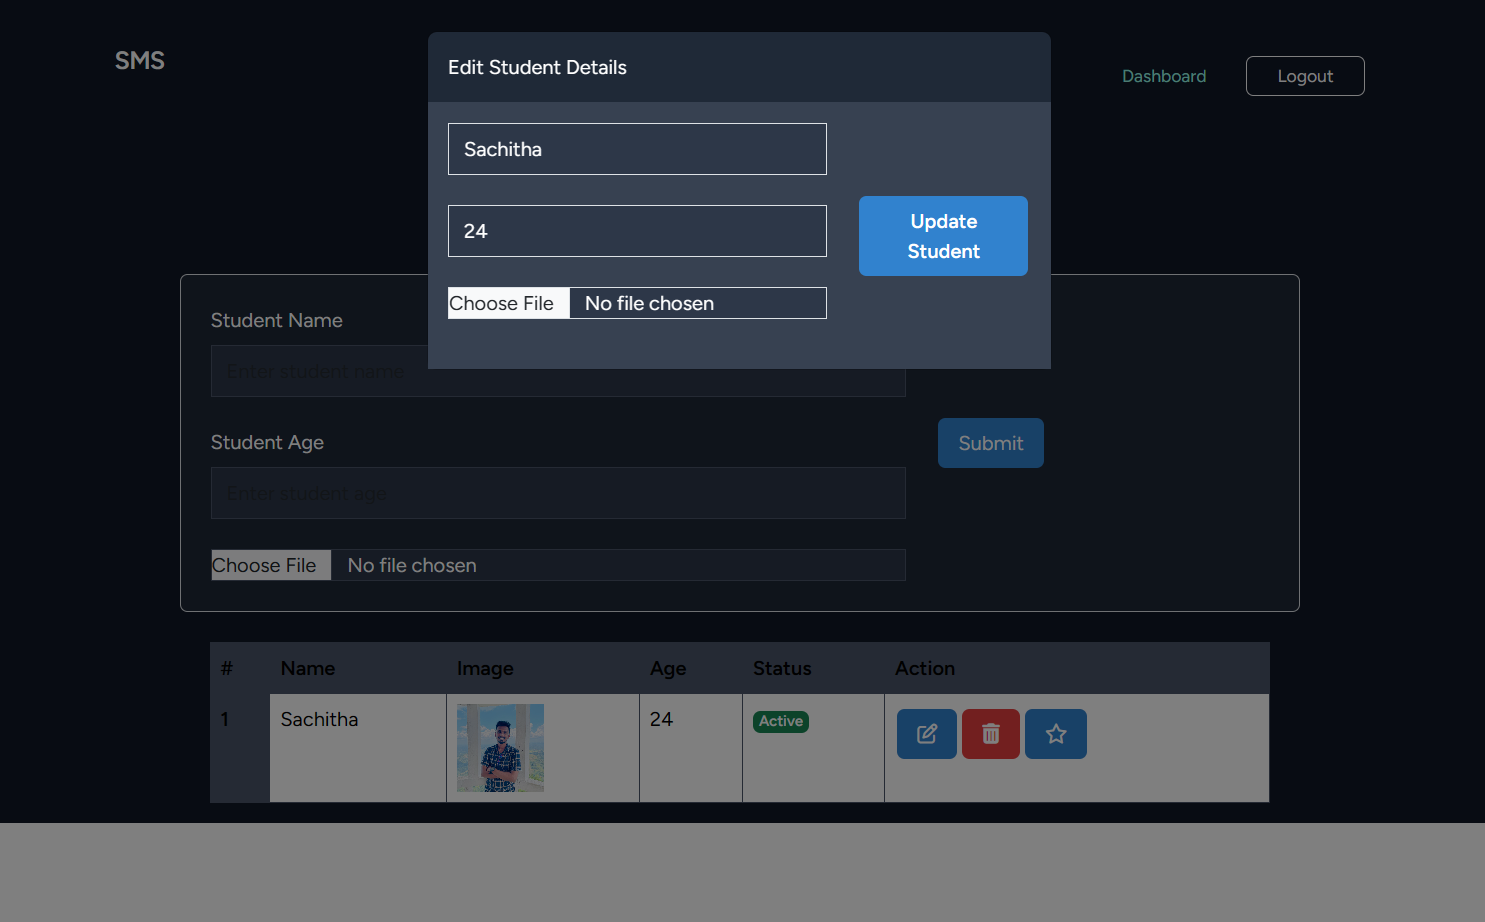 SMS
Dashboard
Logout
Edit Student Details
Sachitha
24
Update
Student
Choose File No file chosen
Student Name
Enter student name
Student Age
Enter student age
Submit
Choose File No file chosen
# Name Image Age Status Action
1 Sachitha 24 Active